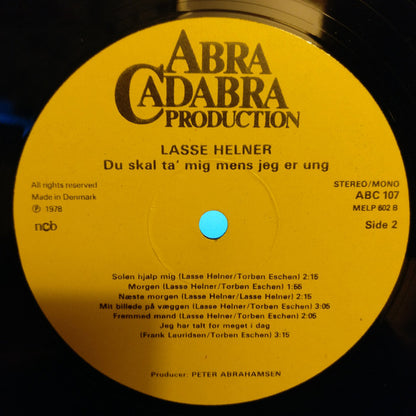 ABRA
CADABRA
PRODUCTION
LASSE HELNER
Du skal ta' mig mens jeg er ung
All rights reserved
Made in Denmark
Ⓟ 1978
ncb
STEREO/MONO
ABC 107
MELP 602 B
Side 2
Solen hjalp mig (Lasse Helner/Torben Eschen) 2:15
Morgen (Lasse Helner/Torben Eschen) 1:55
Næste morgen (Lasse Helner/Lasse Helner) 2:15
Mit billede på væggen (Lasse Helner/Torben Eschen) 2:05
Fremmed mand (Lasse Helner/Torben Eschen) 2:05
Jeg har talt for meget i dag
(Frank Lauridsen/Torben Eschen) 3:15
Producer: PETER ABRAHAMSEN